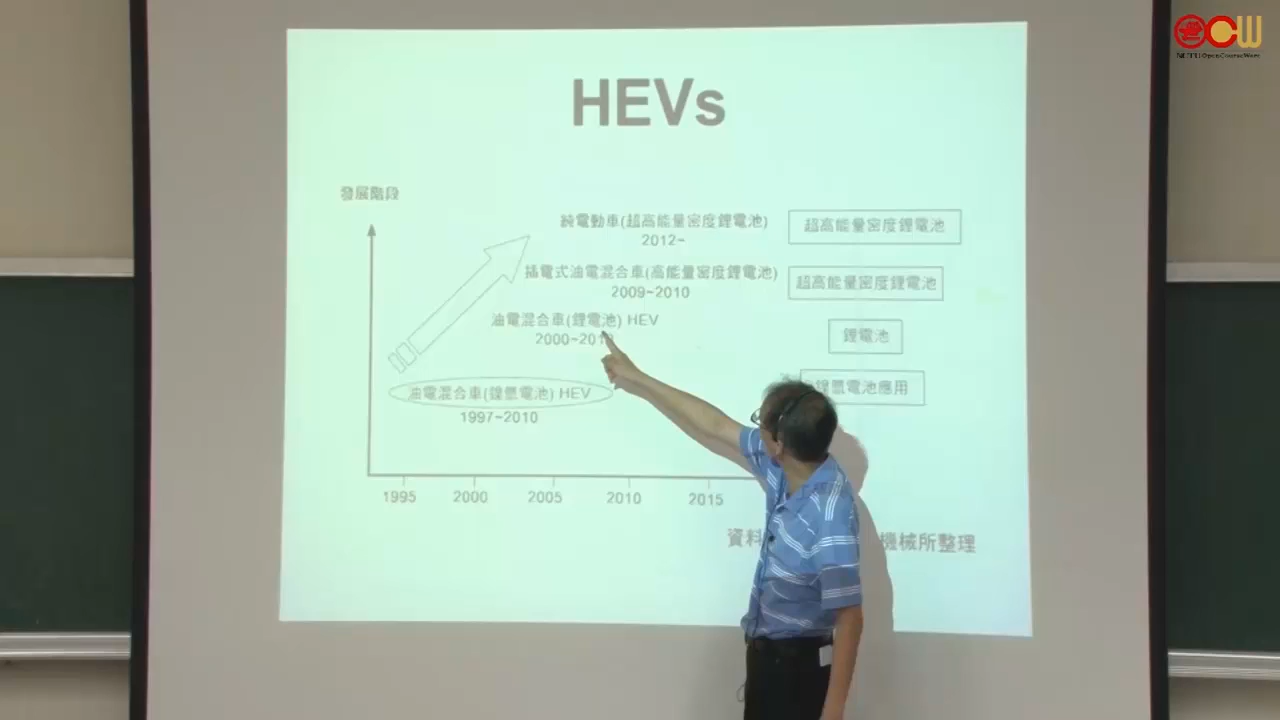 OCW
HEVs
發展階段
純電動車(超高能量密度鋰電池)
2012~
超高能量密度鋰電池
插電式油電混合車(高能量密度鋰電池)
2009~2010
超高能量密度鋰電池
油電混合車(鋰電池) HEV
2000~201
鋰電池
油電混合車(鎳氫電池) HEV
1997~2010
鎳氫電池應用
1995 2000 2005 2010 2015
資料 機械所整理